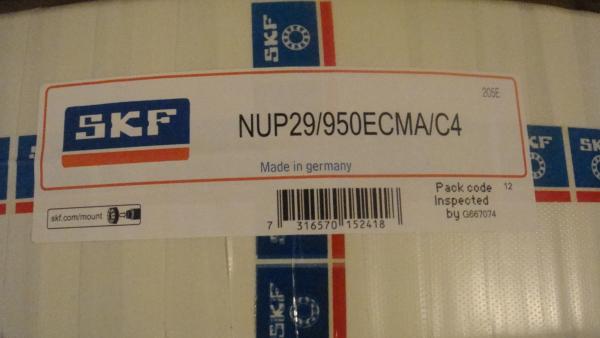 SKF
205E
SKF
NUP29/950ECMA/C4
Made in germany
Pack code 12
Inspected
by G667074
skf.com/mount
7 316570 152418
SKF
SKF